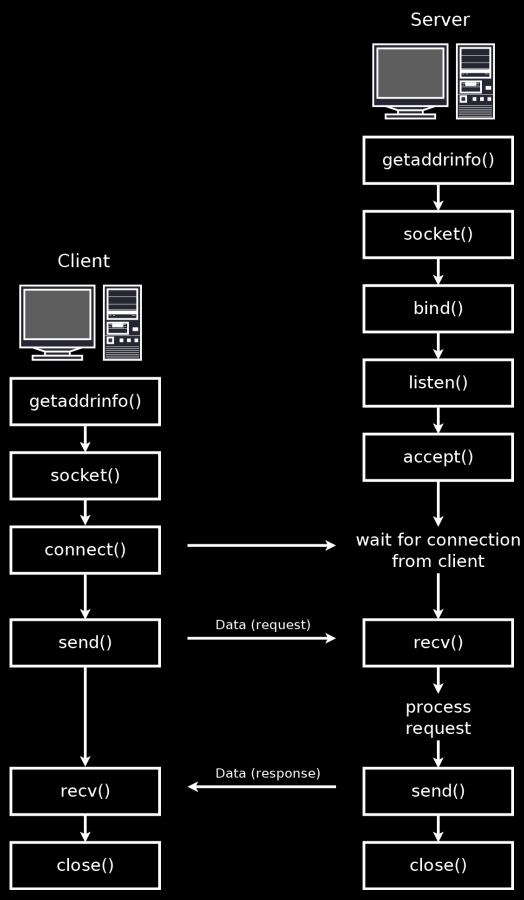 Server
getaddrinfo()
socket()
bind()
listen()
accept()
wait for connection
from client
recv()
process
request
send()
close()
Client
getaddrinfo()
socket()
connect()
send()
recv()
close()
Data (request)
Data (response)